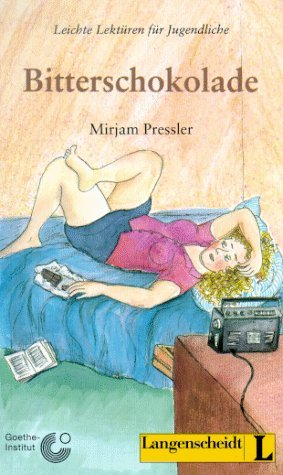 Leichte Lektüren für Jugendliche
Bitterschokolade
Mirjam Pressler
Goethe-
Institut
Langenscheidt L